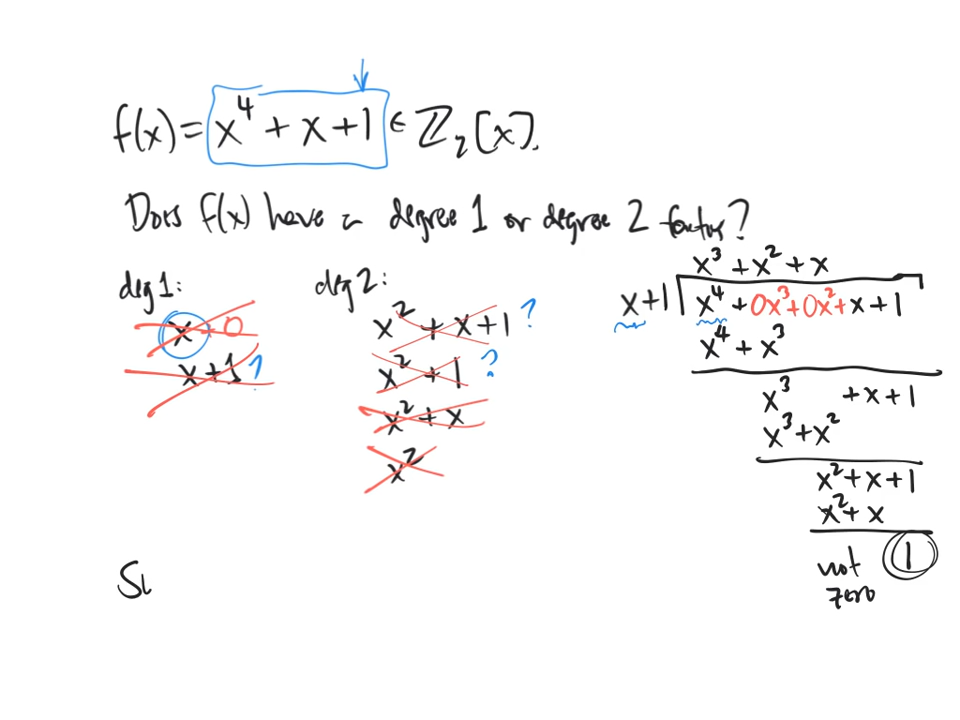 f(x) = x⁴ + x + 1 ∈ ℤ₂[x].
Does f(x) have a degree 1 or degree 2 factor?
deg 1:
x + 0
x + 1 ?
deg 2:
x² + x + 1 ?
x² + 1 ?
x² + x
x²
x³ + x² + x
x+1 x⁴ + 0x³ + 0x² + x + 1
x⁴ + x³
x³ + x + 1
x³ + x²
x² + x + 1
x² + x
not 1
zero
Su